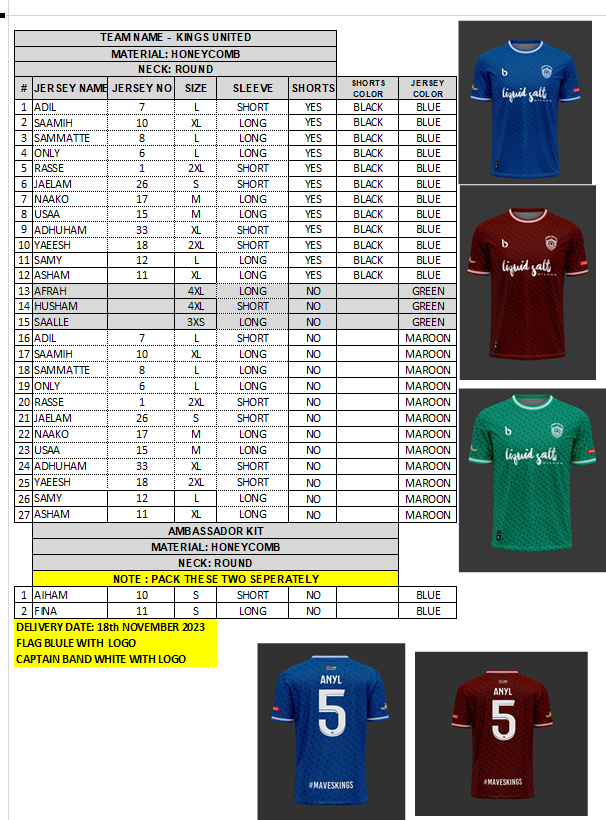 TEAM NAME - KINGS UNITED
MATERIAL: HONEYCOMB
NECK: ROUND
# JERSEY NAME JERSEY NO SIZE SLEEVE SHORTS SHORTS COLOR JERSEY COLOR
1 ADIL 7 L SHORT YES BLACK BLUE
2 SAAMIH 10 XL LONG YES BLACK BLUE
3 SAMMATTE 8 L LONG YES BLACK BLUE
4 ONLY 6 L LONG YES BLACK BLUE
5 RASSE 1 2XL SHORT YES BLACK BLUE
6 JAELAM 26 S SHORT YES BLACK BLUE
7 NAAKO 17 M LONG YES BLACK BLUE
8 USAA 15 M LONG YES BLACK BLUE
9 ADHUHAM 33 XL SHORT YES BLACK BLUE
10 YAEESH 18 2XL SHORT YES BLACK BLUE
11 SAMY 12 L LONG YES BLACK BLUE
12 ASHAM 11 XL LONG YES BLACK BLUE
13 AFRAH 4XL LONG NO GREEN
14 HUSHAM 4XL SHORT NO GREEN
15 SAALLE 3XS LONG NO GREEN
16 ADIL 7 L SHORT NO MAROON
17 SAAMIH 10 XL LONG NO MAROON
18 SAMMATTE 8 L LONG NO MAROON
19 ONLY 6 L LONG NO MAROON
20 RASSE 1 2XL SHORT NO MAROON
21 JAELAM 26 S SHORT NO MAROON
22 NAAKO 17 M LONG NO MAROON
23 USAA 15 M LONG NO MAROON
24 ADHUHAM 33 XL SHORT NO MAROON
25 YAEESH 18 2XL SHORT NO MAROON
26 SAMY 12 L LONG NO MAROON
27 ASHAM 11 XL LONG NO MAROON
AMBASSADOR KIT
MATERIAL: HONEYCOMB
NECK: ROUND
NOTE : PACK THESE TWO SEPERATELY
1 AIHAM 10 S SHORT NO BLUE
2 FINA 11 S LONG NO BLUE
DELIVERY DATE: 18th NOVEMBER 2023
FLAG BLULE WITH LOGO
CAPTAIN BAND WHITE WITH LOGO
b
liquid salt
b
liquid salt
b
liquid salt
ANYL
5
#MAVESKINGS
ANYL
5
#MAVESKINGS